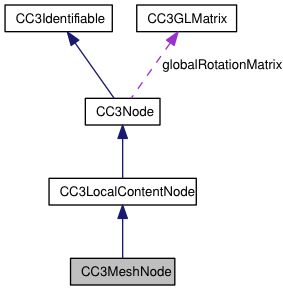 CC3Identifiable
CC3GLMatrix
globalRotationMatrix
CC3Node
CC3LocalContentNode
CC3MeshNode